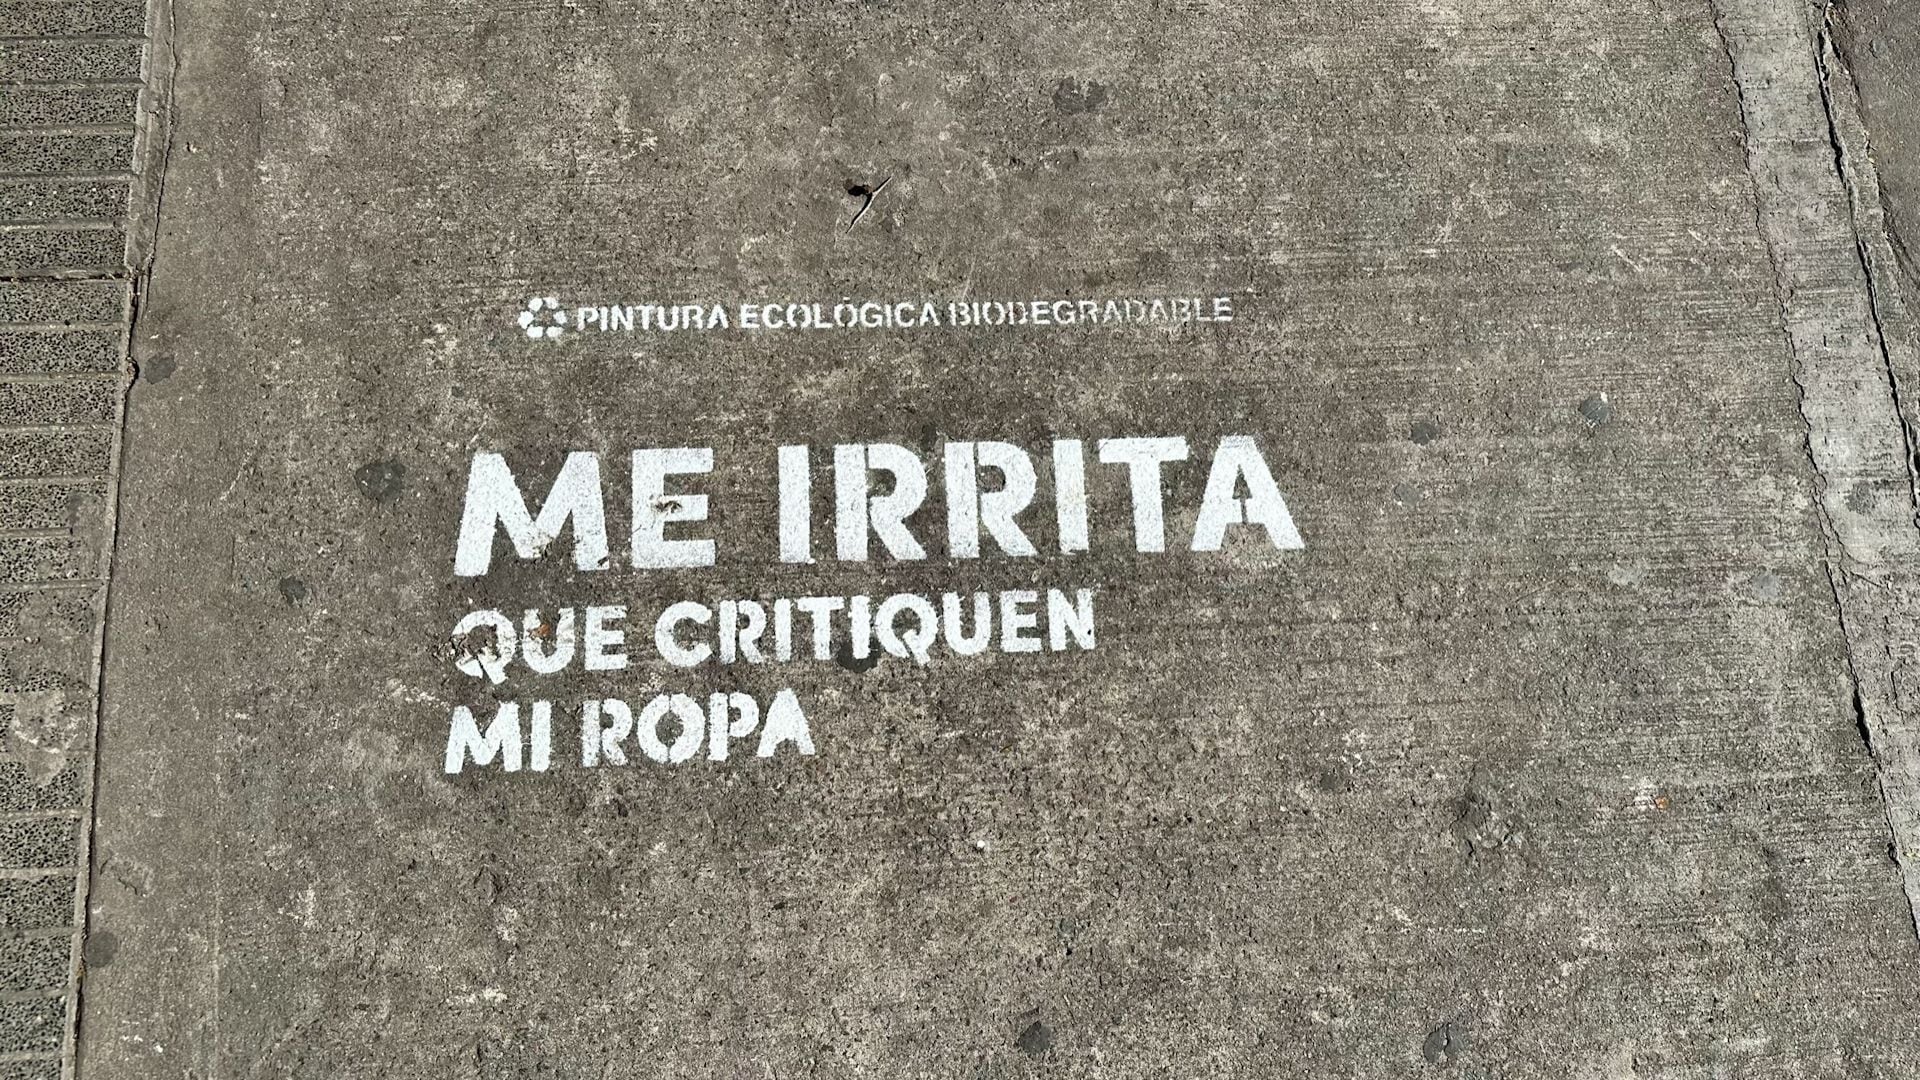 PINTURA ECOLÓGICA BIODEGRADABLE
ME IRRITA
QUE CRITIQUEN
MI ROPA